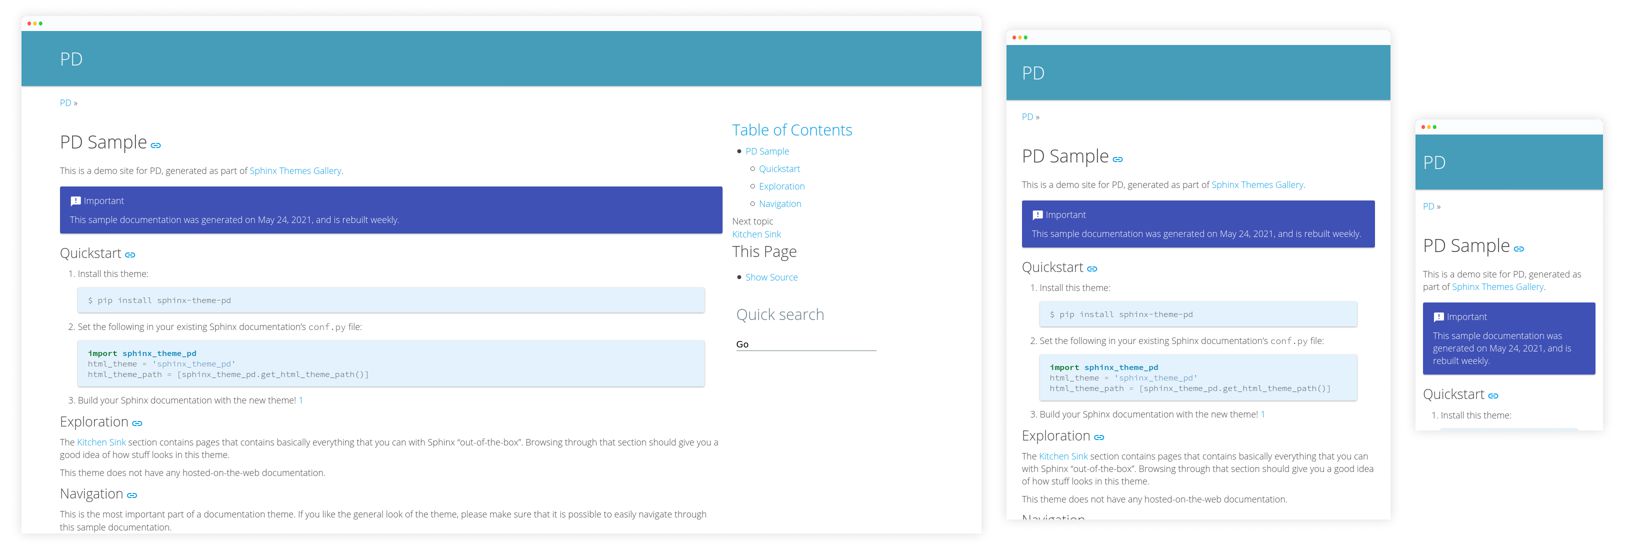 PD
PD »
PD Sample
This is a demo site for PD, generated as part of Sphinx Themes Gallery.
Important
This sample documentation was generated on May 24, 2021, and is rebuilt weekly.
Quickstart
1. Install this theme:
$ pip install sphinx-theme-pd
2. Set the following in your existing Sphinx documentation's conf.py file:
import sphinx_theme_pd
html_theme = 'sphinx_theme_pd'
html_theme_path = [sphinx_theme_pd.get_html_theme_path()]
3. Build your Sphinx documentation with the new theme! 1
Exploration
The Kitchen Sink section contains pages that contains basically everything that you can with Sphinx “out-of-the-box”. Browsing through that section should give you a
good idea of how stuff looks in this theme.
This theme does not have any hosted-on-the-web documentation.
Navigation
This is the most important part of a documentation theme. If you like the general look of the theme, please make sure that it is possible to easily navigate through
this sample documentation.
Table of Contents
PD Sample
Quickstart
Exploration
Navigation
Next topic
Kitchen Sink
This Page
Show Source
Quick search
Go
PD
PD »
PD Sample
This is a demo site for PD, generated as part of Sphinx Themes Gallery.
Important
This sample documentation was generated on May 24, 2021, and is rebuilt weekly.
Quickstart
1. Install this theme:
$ pip install sphinx-theme-pd
2. Set the following in your existing Sphinx documentation's conf.py file:
import sphinx_theme_pd
html_theme = 'sphinx_theme_pd'
html_theme_path = [sphinx_theme_pd.get_html_theme_path()]
3. Build your Sphinx documentation with the new theme! 1
Exploration
The Kitchen Sink section contains pages that contains basically everything that you can
with Sphinx “out-of-the-box”. Browsing through that section should give you a good idea
of how stuff looks in this theme.
This theme does not have any hosted-on-the-web documentation.
Navigation
PD
PD »
PD Sample
This is a demo site for PD, generated as
part of Sphinx Themes Gallery.
Important
This sample documentation was
generated on May 24, 2021, and is
rebuilt weekly.
Quickstart
1. Install this theme: